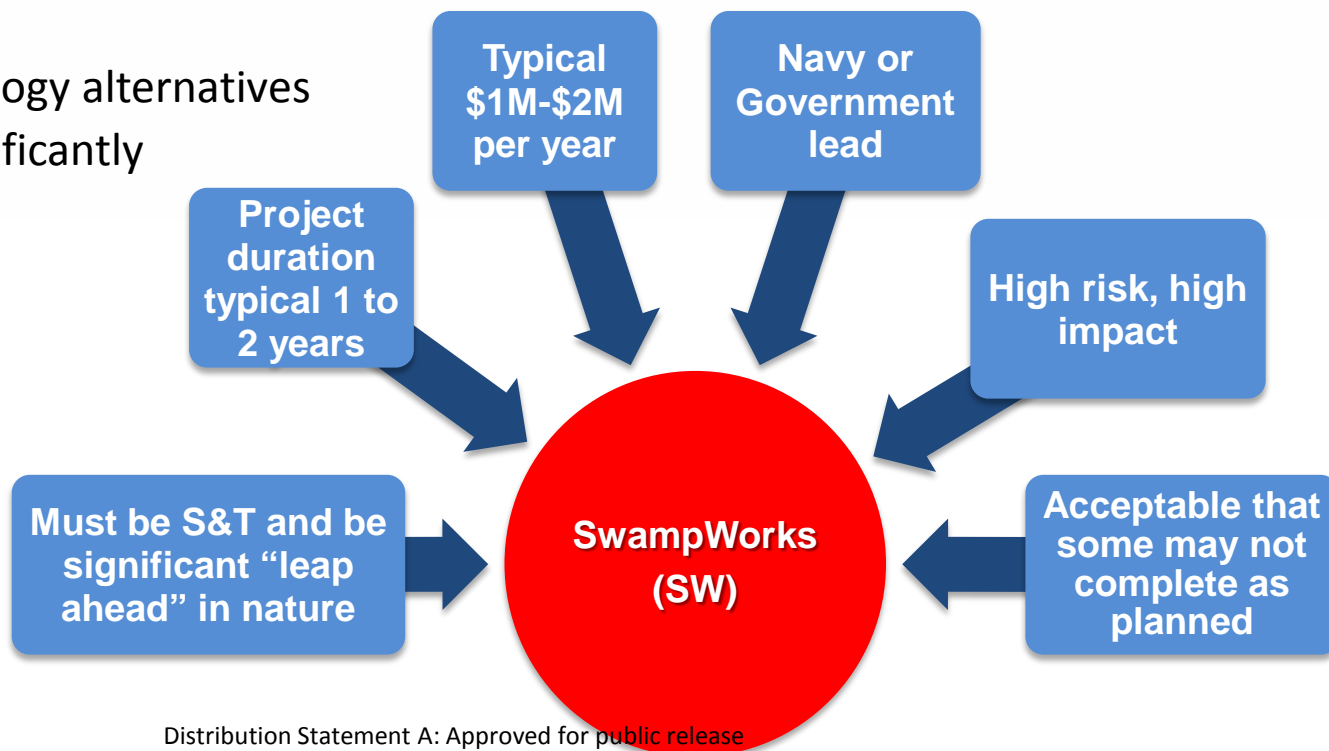 ogy alternatives
ficantly
Typical
$1M-$2M
per year
Navy or
Government
lead
Project
duration
typical 1 to
2 years
High risk, high
impact
Must be S&T and be
significant “leap
ahead” in nature
SwampWorks
(SW)
Acceptable that
some may not
complete as
planned
Distribution Statement A: Approved for public release